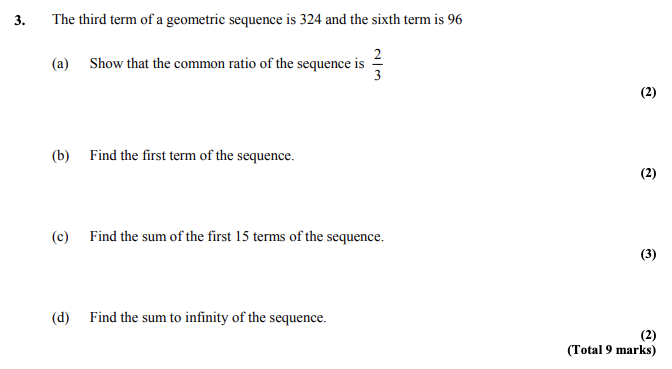 3. The third term of a geometric sequence is 324 and the sixth term is 96
(a) Show that the common ratio of the sequence is 2/3
(2)
(b) Find the first term of the sequence.
(2)
(c) Find the sum of the first 15 terms of the sequence.
(3)
(d) Find the sum to infinity of the sequence.
(2)
(Total 9 marks)